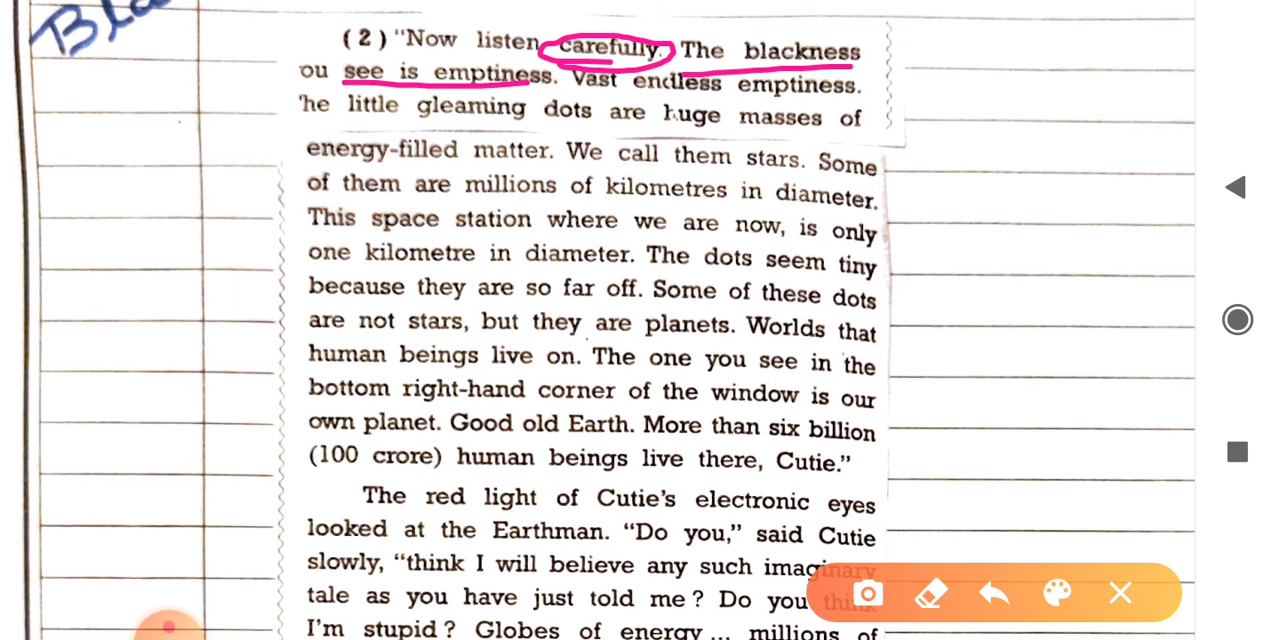 Bla
(2) "Now listen carefully. The blackness
ou see is emptiness. Vast endless emptiness.
he little gleaming dots are huge masses of
energy-filled matter. We call them stars. Some
of them are millions of kilometres in diameter.
This space station where we are now, is only
one kilometre in diameter. The dots seem tiny
because they are so far off. Some of these dots
are not stars, but they are planets. Worlds that
human beings live on. The one you see in the
bottom right-hand corner of the window is our
own planet. Good old Earth. More than six billion
(100 crore) human beings live there, Cutie."
The red light of Cutie's electronic eyes
looked at the Earthman. "Do you," said Cutie
slowly, "think I will believe any such imaginary
tale as you have just told me? Do you think
I'm stupid? Globes of energy ... millions of